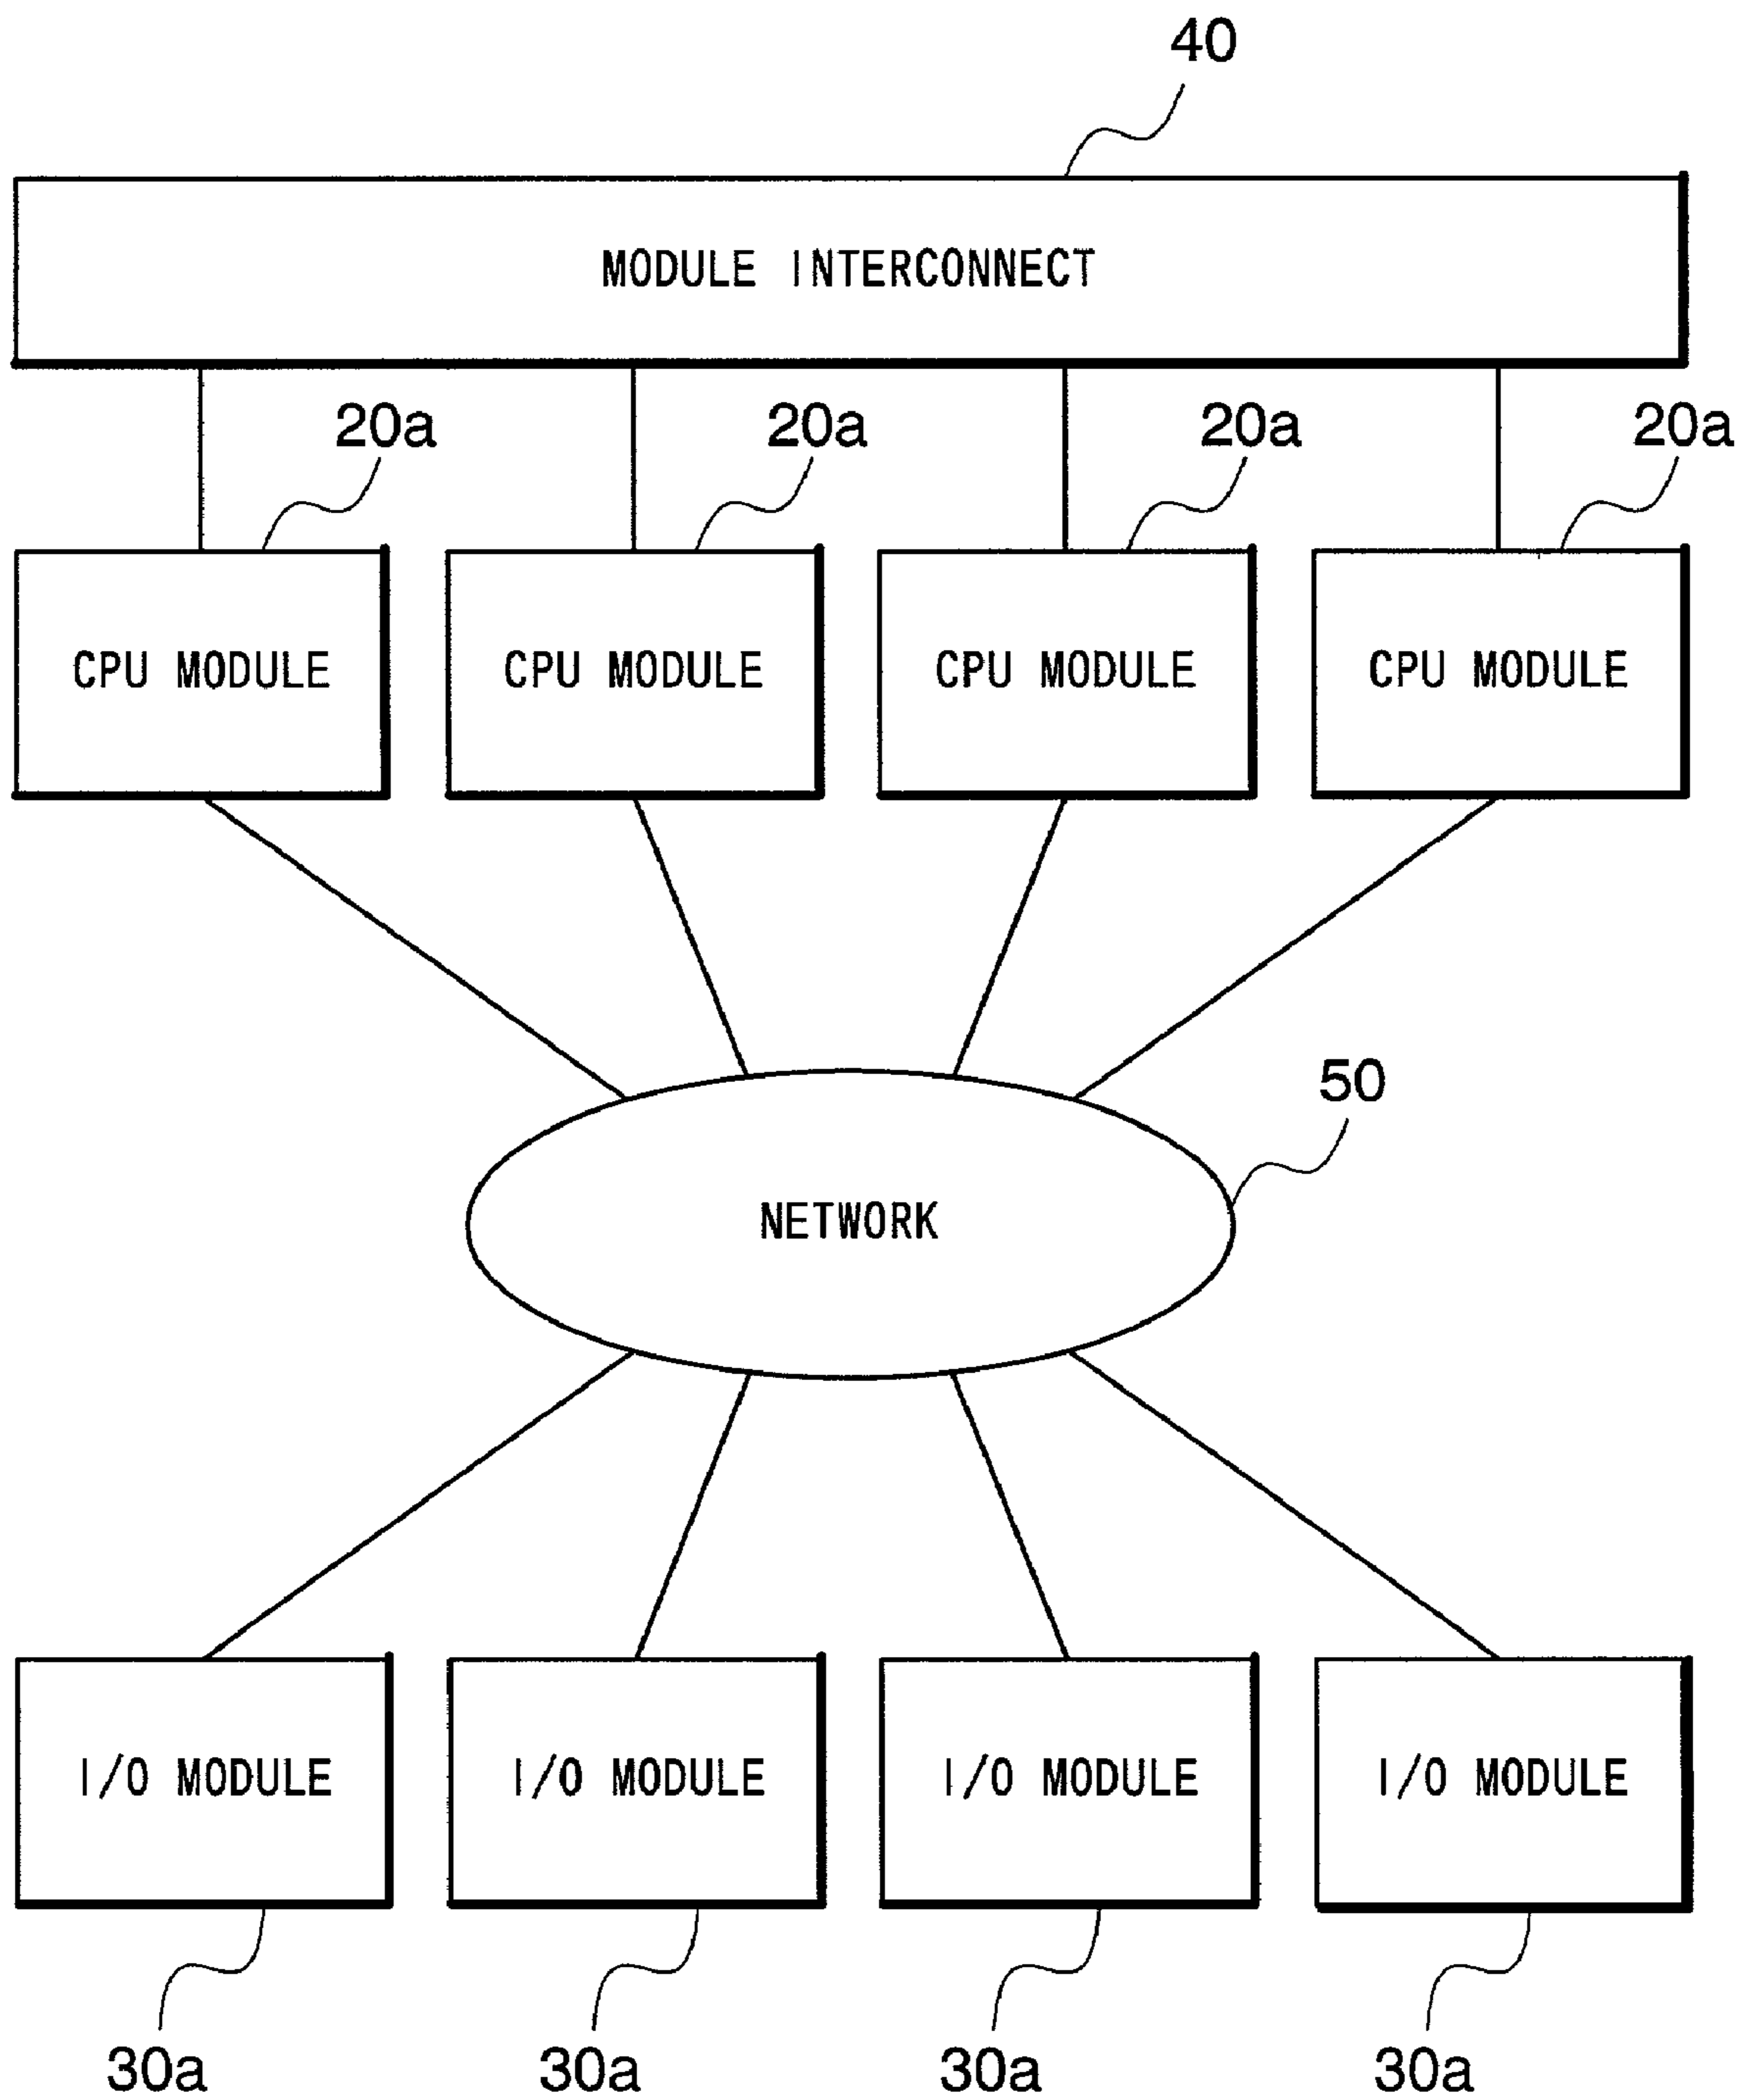 40
MODULE INTERCONNECT
20a 20a 20a 20a
CPU MODULE CPU MODULE CPU MODULE CPU MODULE
50
NETWORK
I/O MODULE I/O MODULE I/O MODULE I/O MODULE
30a 30a 30a 30a